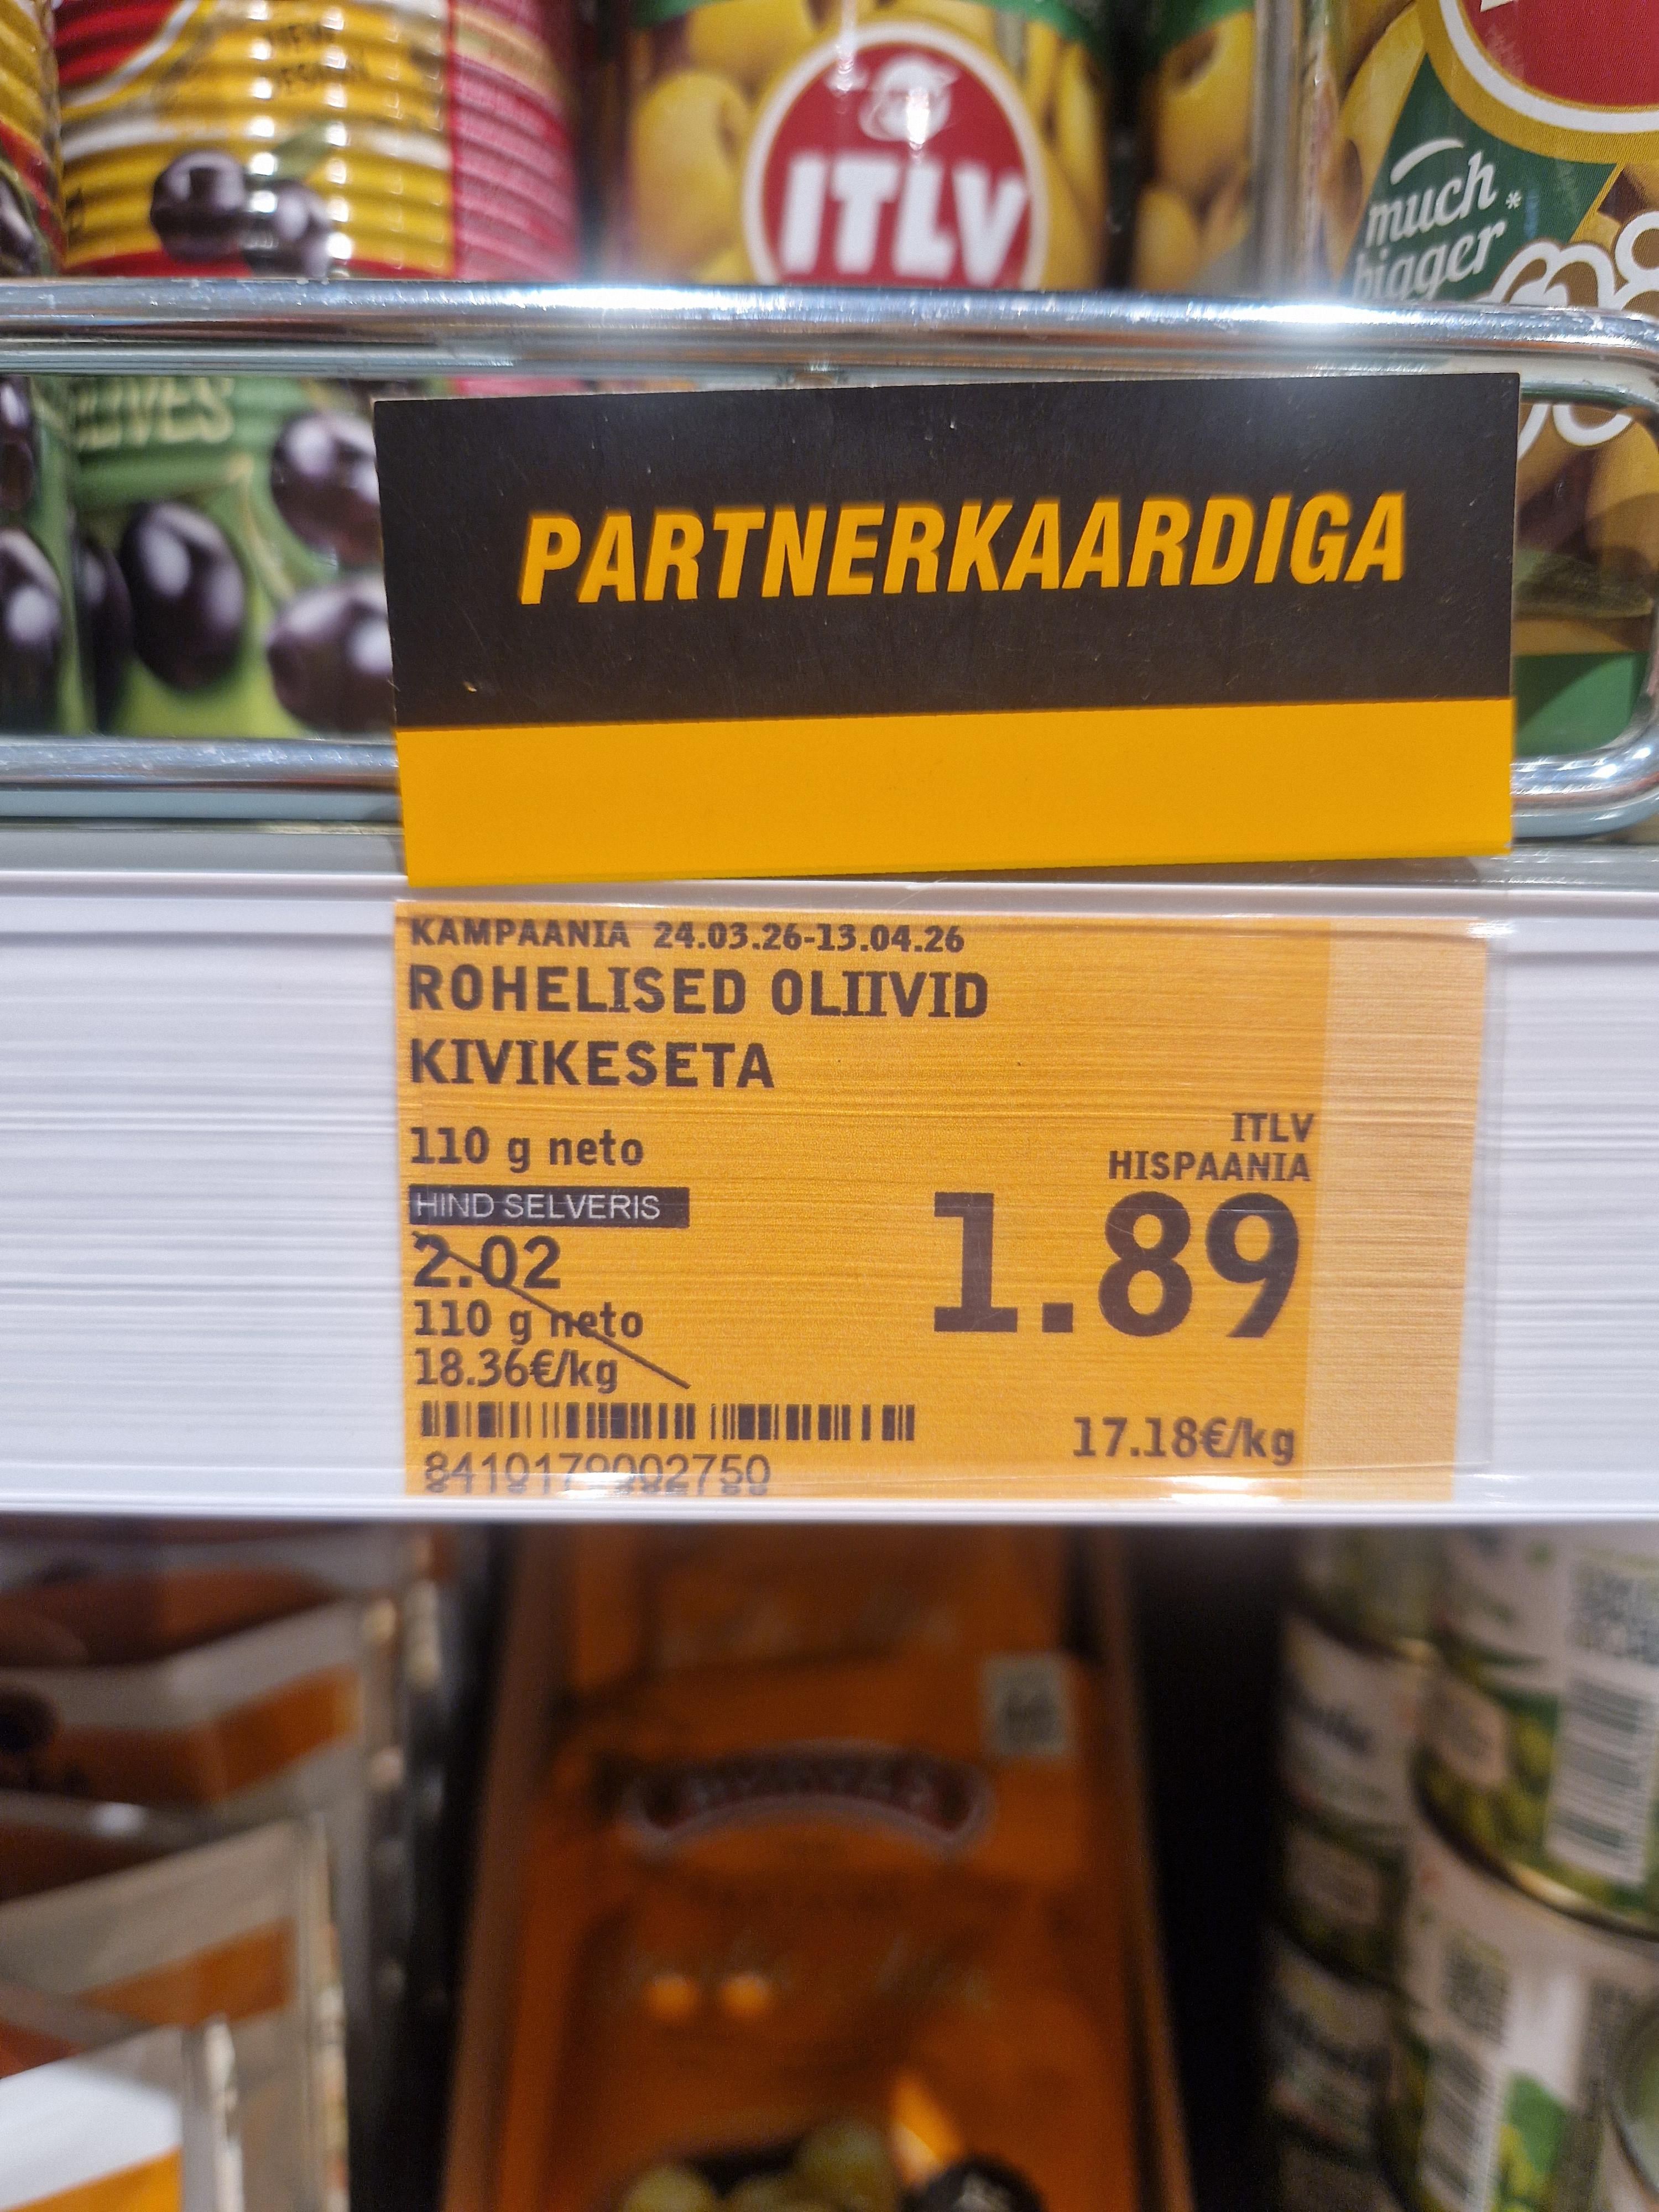 ITLV
much
bigger*
OLIVES
PARTNERKAARDIGA
KAMPAANIA 24.03.26-13.04.26
ROHELISED OLIIVID
KIVIKESETA
110 g neto
ITLV
HISPAANIA
HIND SELVERIS
2.02
1.89
110 g neto
18.36€/kg
17.18€/kg
8410179002750